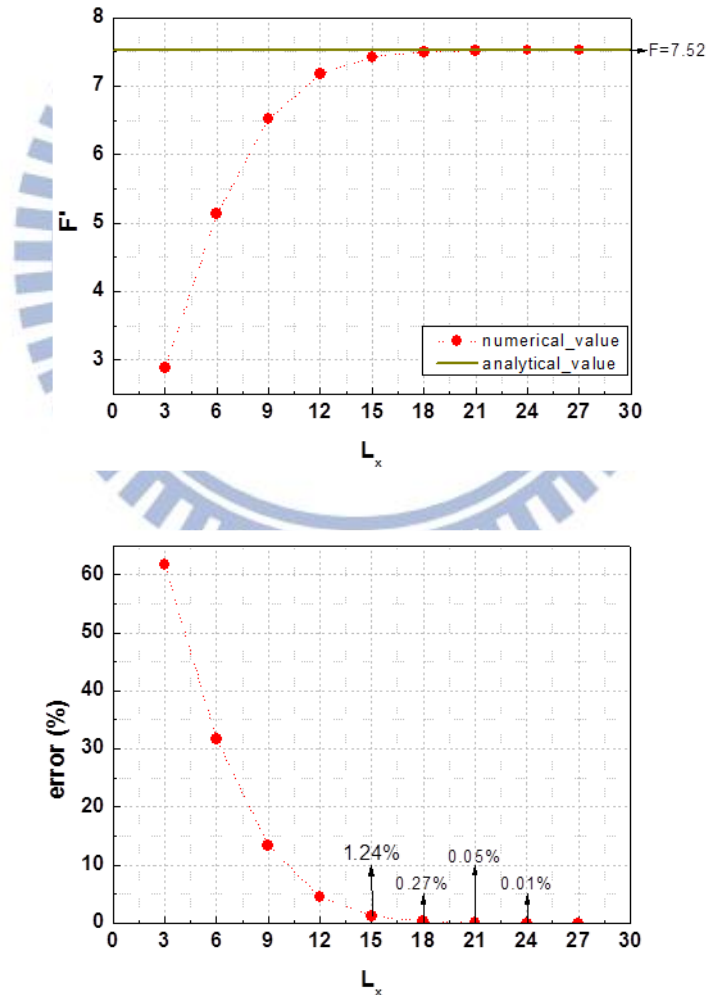 8
7
6
5
4
3
F'
F=7.52
numerical_value
analytical_value
0 3 6 9 12 15 18 21 24 27 30
Lx
60
50
40
30
20
10
0
error (%)
1.24%
0.27%
0.05%
0.01%
0 3 6 9 12 15 18 21 24 27 30
Lx